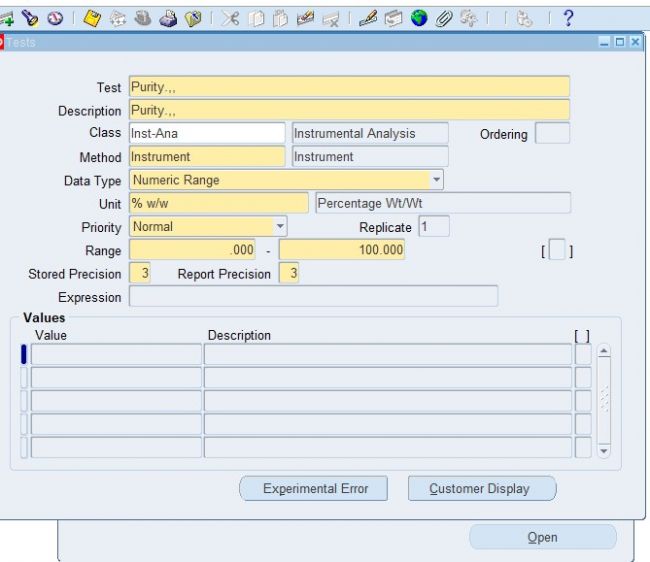 Tests
Test Purity.,,
Description Purity.,,
Class Inst-Ana Instrumental Analysis Ordering
Method Instrument Instrument
Data Type Numeric Range
Unit % w/w Percentage Wt/Wt
Priority Normal Replicate 1
Range .000 - 100.000 [ ]
Stored Precision 3 Report Precision 3
Expression
Values
Value Description [ ]
Experimental Error Customer Display
Open